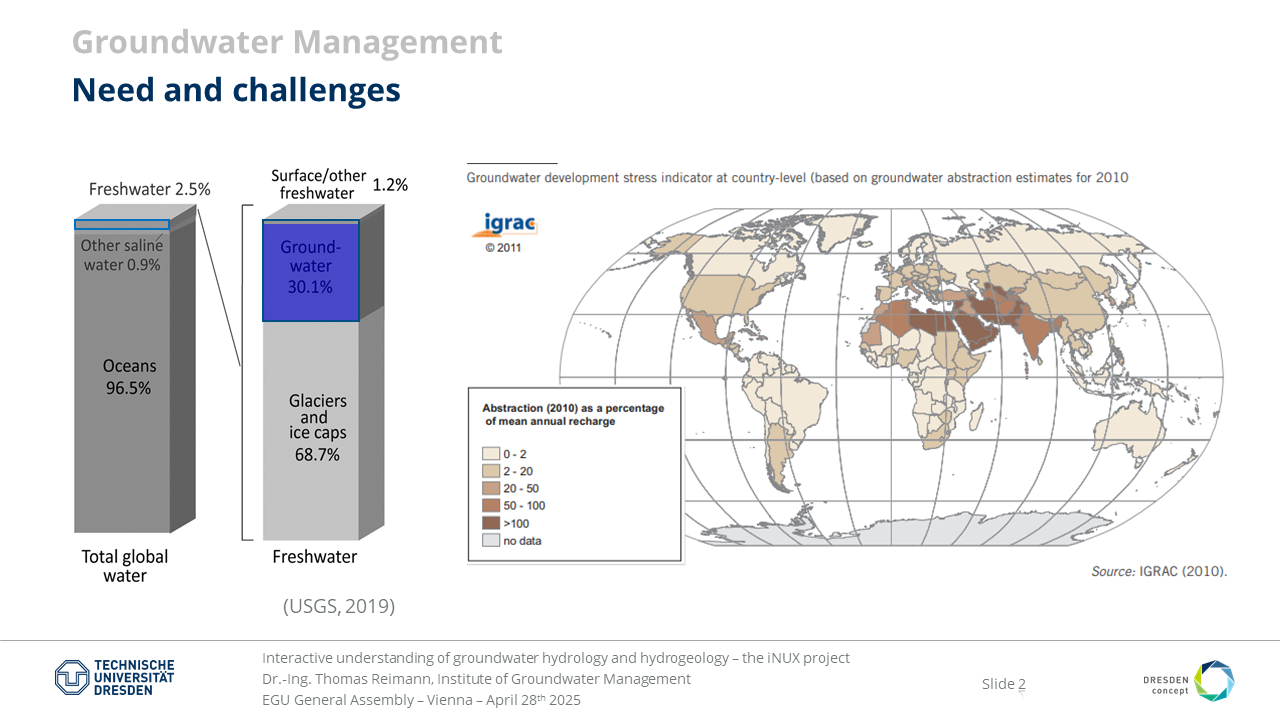 Groundwater Management
Need and challenges
Freshwater 2.5%
Other saline
water 0.9%
Oceans
96.5%
Total global
water
Surface/other
freshwater
1.2%
Ground-
water
30.1%
Glaciers
and
ice caps
68.7%
Freshwater
(USGS, 2019)
Groundwater development stress indicator at country-level (based on groundwater abstraction estimates for 2010
igrac
© 2011
Abstraction (2010) as a percentage
of mean annual recharge
0 - 2
2 - 20
20 - 50
50 - 100
>100
no data
Source: IGRAC (2010).
TECHNISCHE
UNIVERSITÄT
DRESDEN
Interactive understanding of groundwater hydrology and hydrogeology – the iNUX project
Dr.-Ing. Thomas Reimann, Institute of Groundwater Management
EGU General Assembly – Vienna – April 28th 2025
Slide 2
DRESDEN
concept